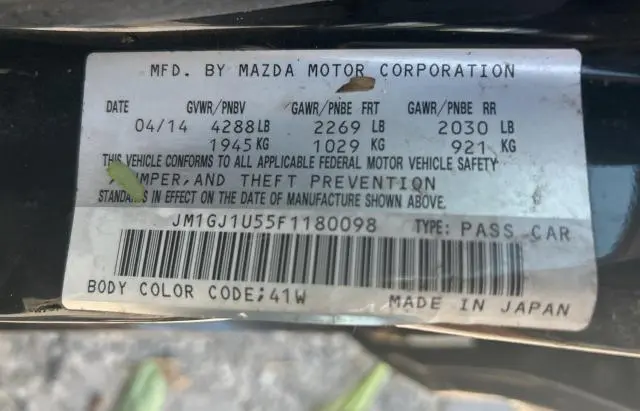 MFD. BY MAZDA MOTOR CORPORATION
DATE GVWR/PNBV GAWR/PNBE FRT GAWR/PNBE RR
04/14 4288 LB 2269 LB 2030 LB
1945 KG 1029 KG 921 KG
THIS VEHICLE CONFORMS TO ALL APPLICABLE FEDERAL MOTOR VEHICLE SAFETY
AND THEFT PREVENTION
STANDARDS IN EFFECT ON THE DATE OF MANUFACTURE SHOWN ABOVE.
JM1GJ1U55F1180098 TYPE: PASS CAR
BODY COLOR CODE;41W MADE IN JAPAN